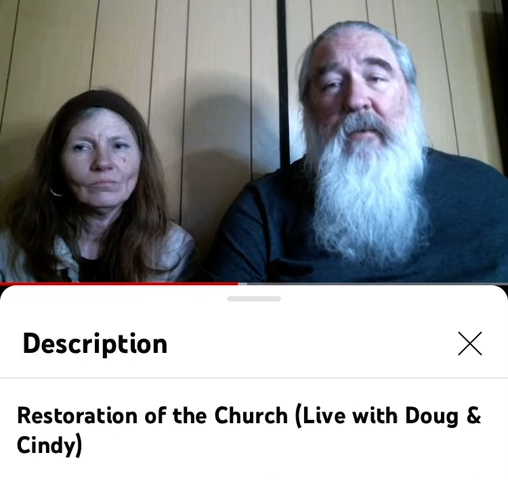 Description
Restoration of the Church (Live with Doug &
Cindy)